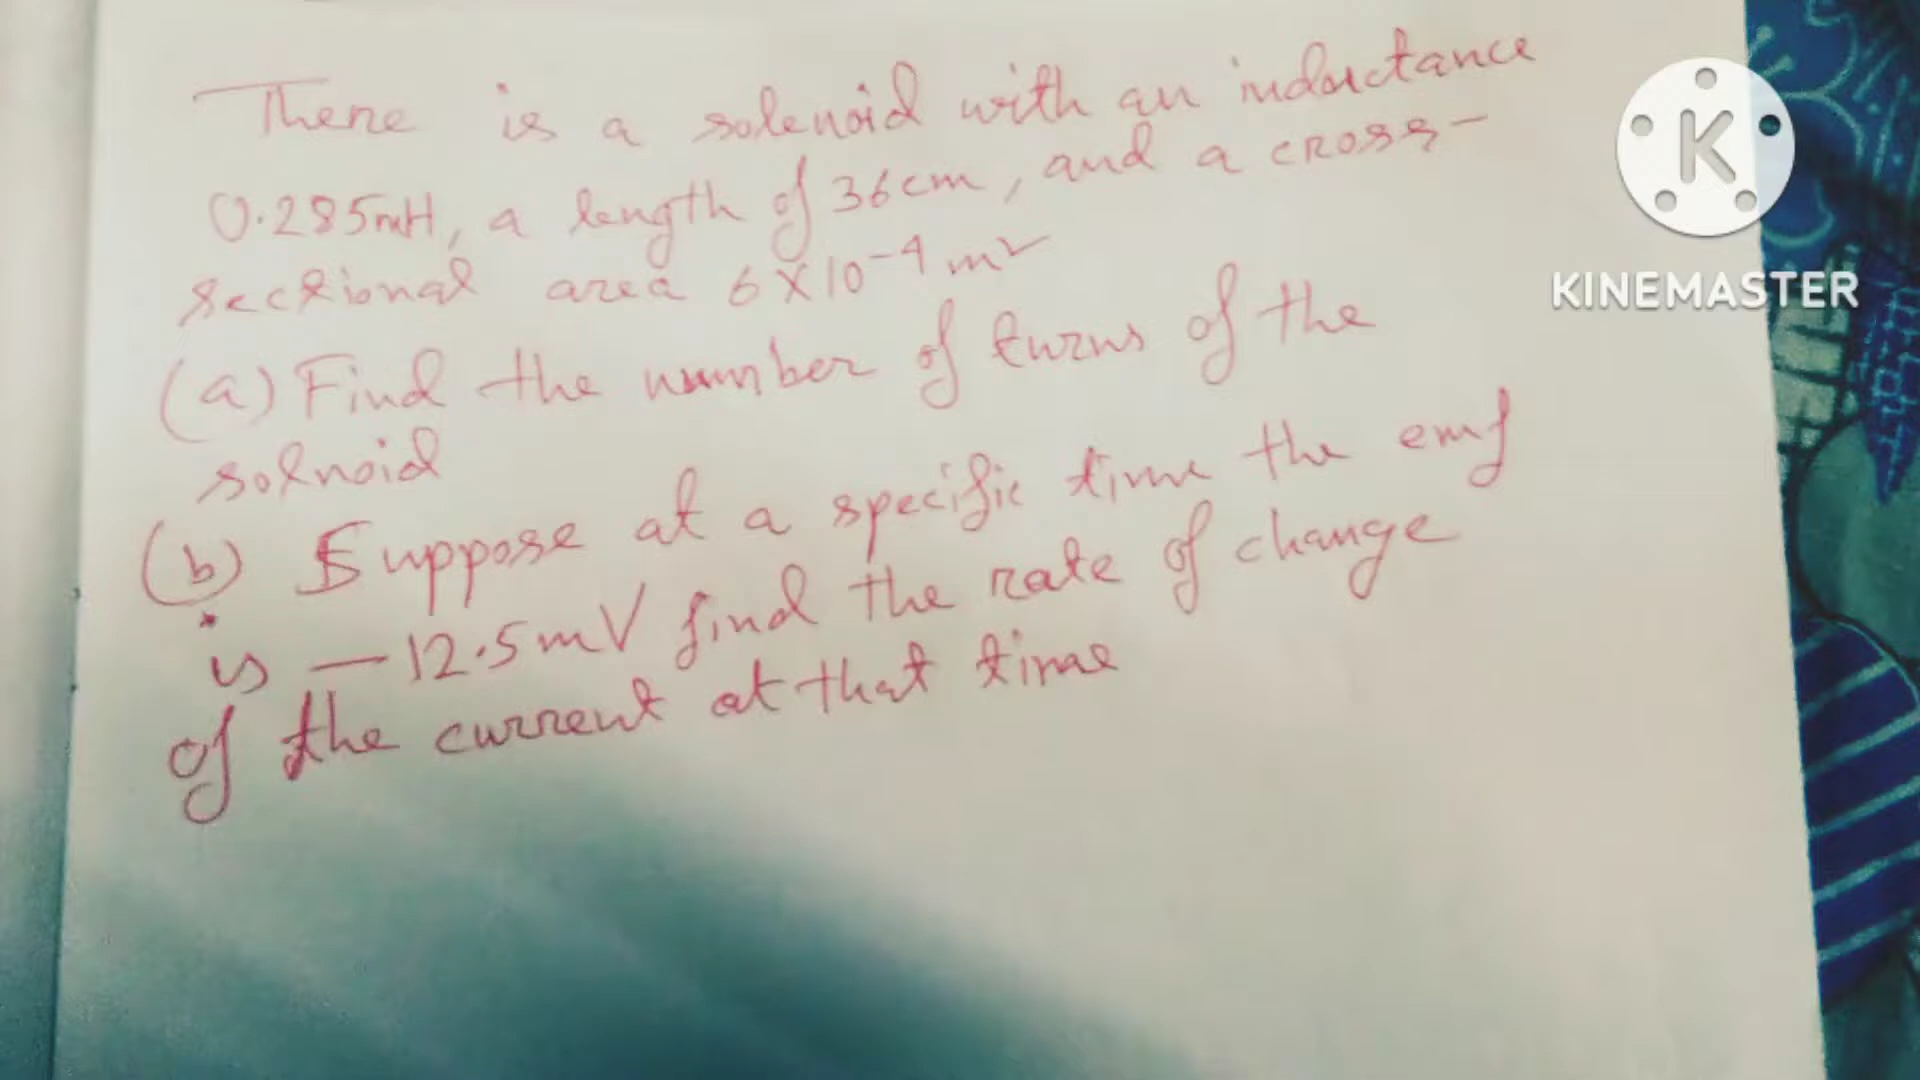 There is a solenoid with an inductance
0.285mH, a length of 36cm, and a cross-
sectional area 6X10⁻⁴ m²
(a) Find the number of turns of the
solnoid
(b) Suppose at a specific time the emf
is — 12.5mV find the rate of change
of the current at that time
K
KINEMASTER